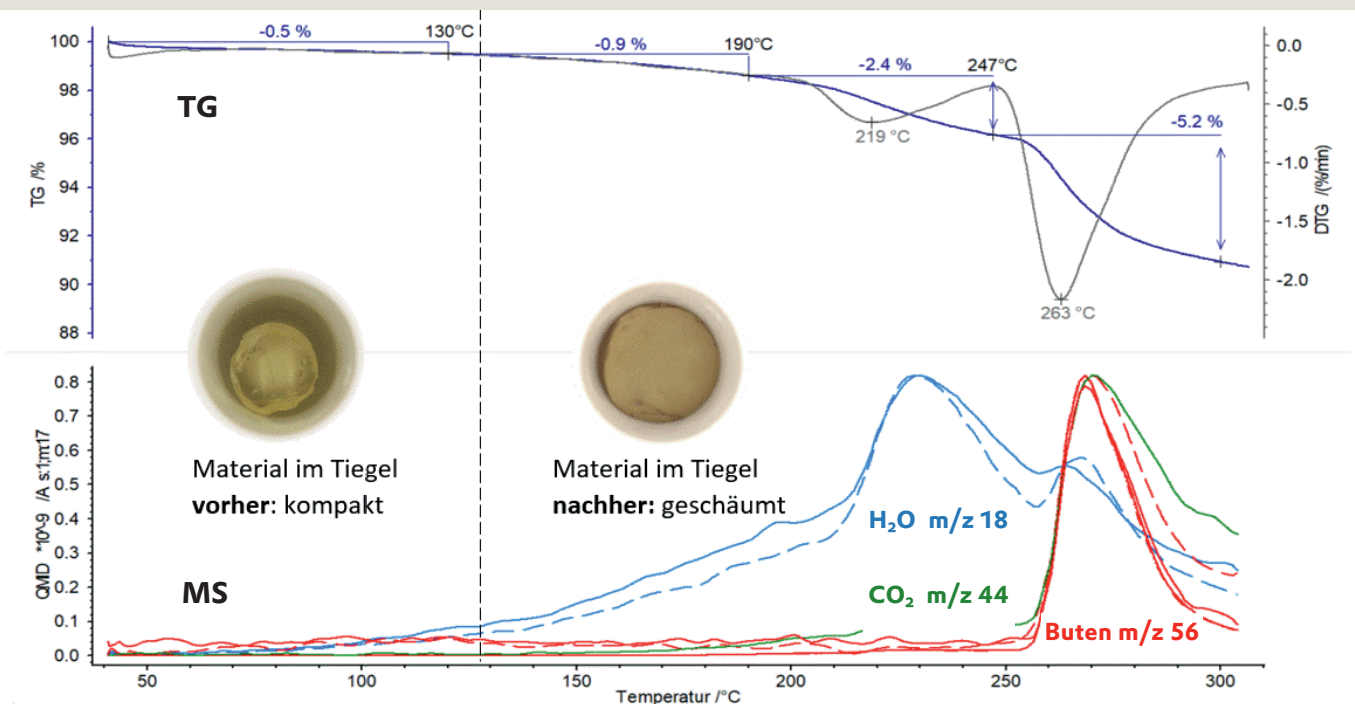 -0.5 %
130°C
-0.9 %
190°C
-2.4 %
247°C
-5.2 %
219 °C
263 °C
TG
TG /%
100
98
96
94
92
90
88
DTG /(%/min)
0.0
-0.5
-1.0
-1.5
-2.0
Material im Tiegel
vorher: kompakt
Material im Tiegel
nachher: geschäumt
H₂O m/z 18
CO₂ m/z 44
Buten m/z 56
MS
QMD *10^-9 /A s:1;m:17
0.8
0.7
0.6
0.5
0.4
0.3
0.2
0.1
0.0
50
100
150
200
250
300
Temperatur /°C